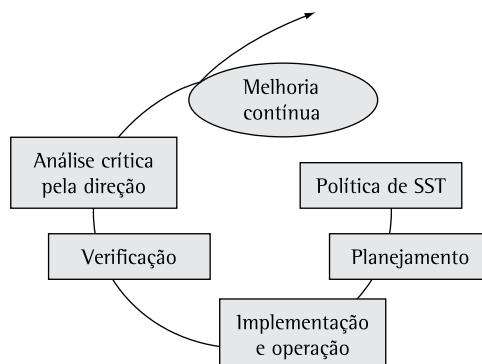 Melhoria
contínua
Análise crítica
pela direção
Política de SST
Verificação
Planejamento
Implementação
e operação